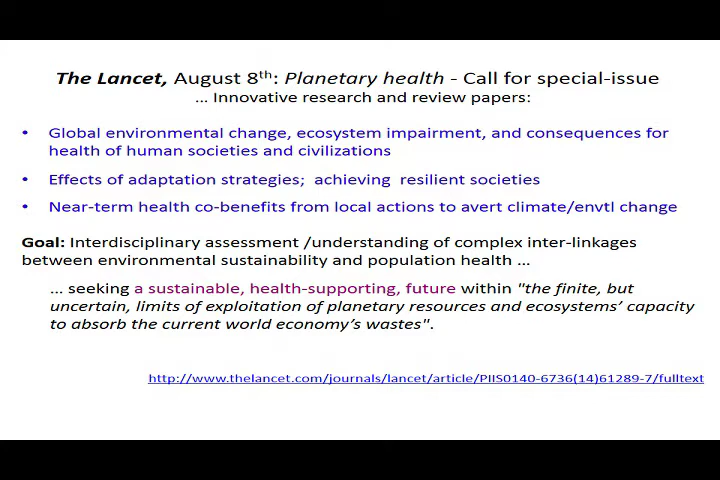 The Lancet, August 8th: Planetary health - Call for special-issue
... Innovative research and review papers:
• Global environmental change, ecosystem impairment, and consequences for
health of human societies and civilizations
• Effects of adaptation strategies; achieving resilient societies
• Near-term health co-benefits from local actions to avert climate/envtl change
Goal: Interdisciplinary assessment /understanding of complex inter-linkages
between environmental sustainability and population health ...
... seeking a sustainable, health-supporting, future within "the finite, but
uncertain, limits of exploitation of planetary resources and ecosystems’ capacity
to absorb the current world economy’s wastes".
http://www.thelancet.com/journals/lancet/article/PIIS0140-6736(14)61289-7/fulltext